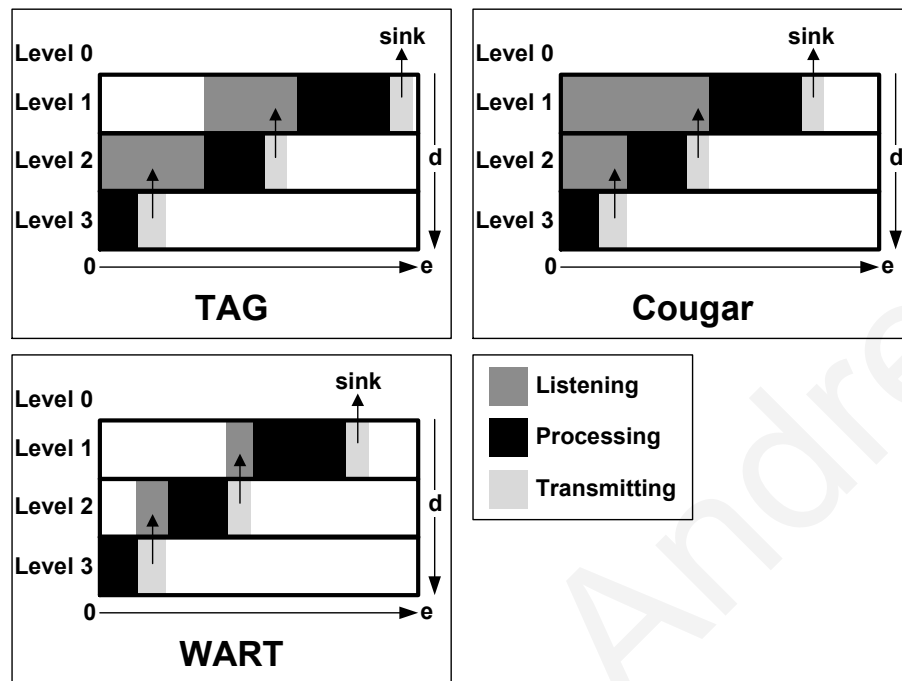 sink
Level 0
Level 1
Level 2
Level 3
d
0
e
TAG
sink
Level 0
Level 1
Level 2
Level 3
d
0
e
Cougar
sink
Level 0
Level 1
Level 2
Level 3
d
0
e
WART
Listening
Processing
Transmitting